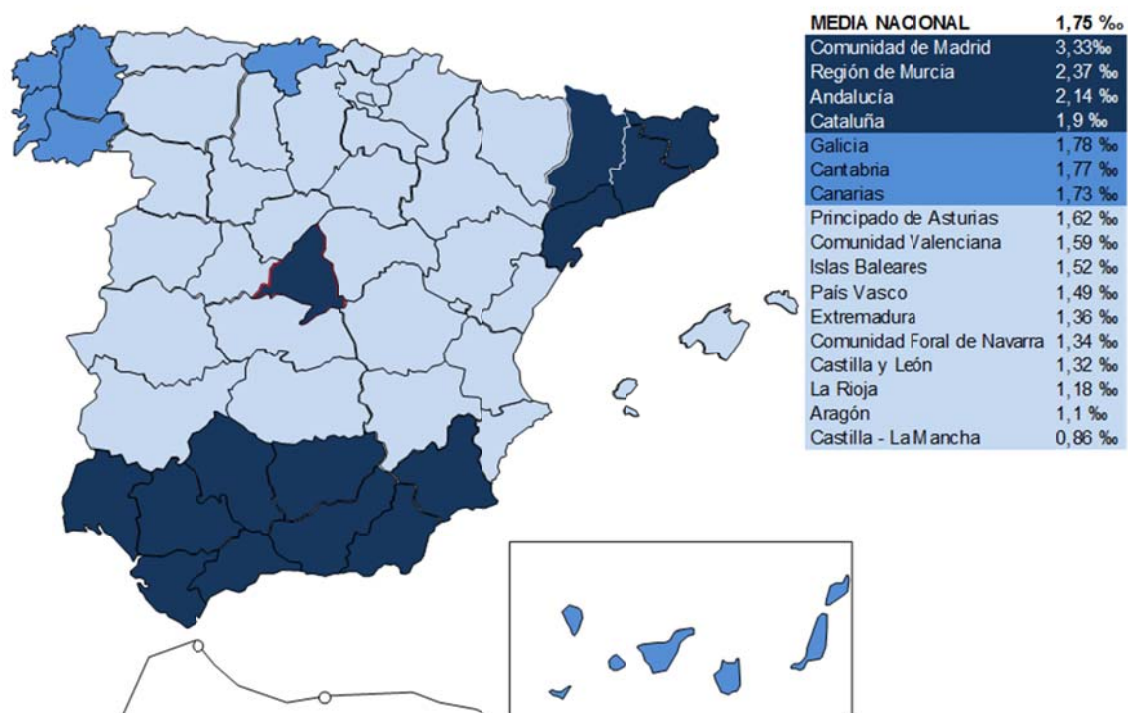 MEDIA NACIONAL 1,75 ‰
Comunidad de Madrid 3,33‰
Región de Murcia 2,37 ‰
Andalucía 2,14 ‰
Cataluña 1,9 ‰
Galicia 1,78 ‰
Cantabria 1,77 ‰
Canarias 1,73 ‰
Principado de Asturias 1,62 ‰
Comunidad Valenciana 1,59 ‰
Islas Baleares 1,52 ‰
País Vasco 1,49 ‰
Extremadura 1,36 ‰
Comunidad Foral de Navarra 1,34 ‰
Castilla y León 1,32 ‰
La Rioja 1,18 ‰
Aragón 1,1 ‰
Castilla - La Mancha 0,86 ‰